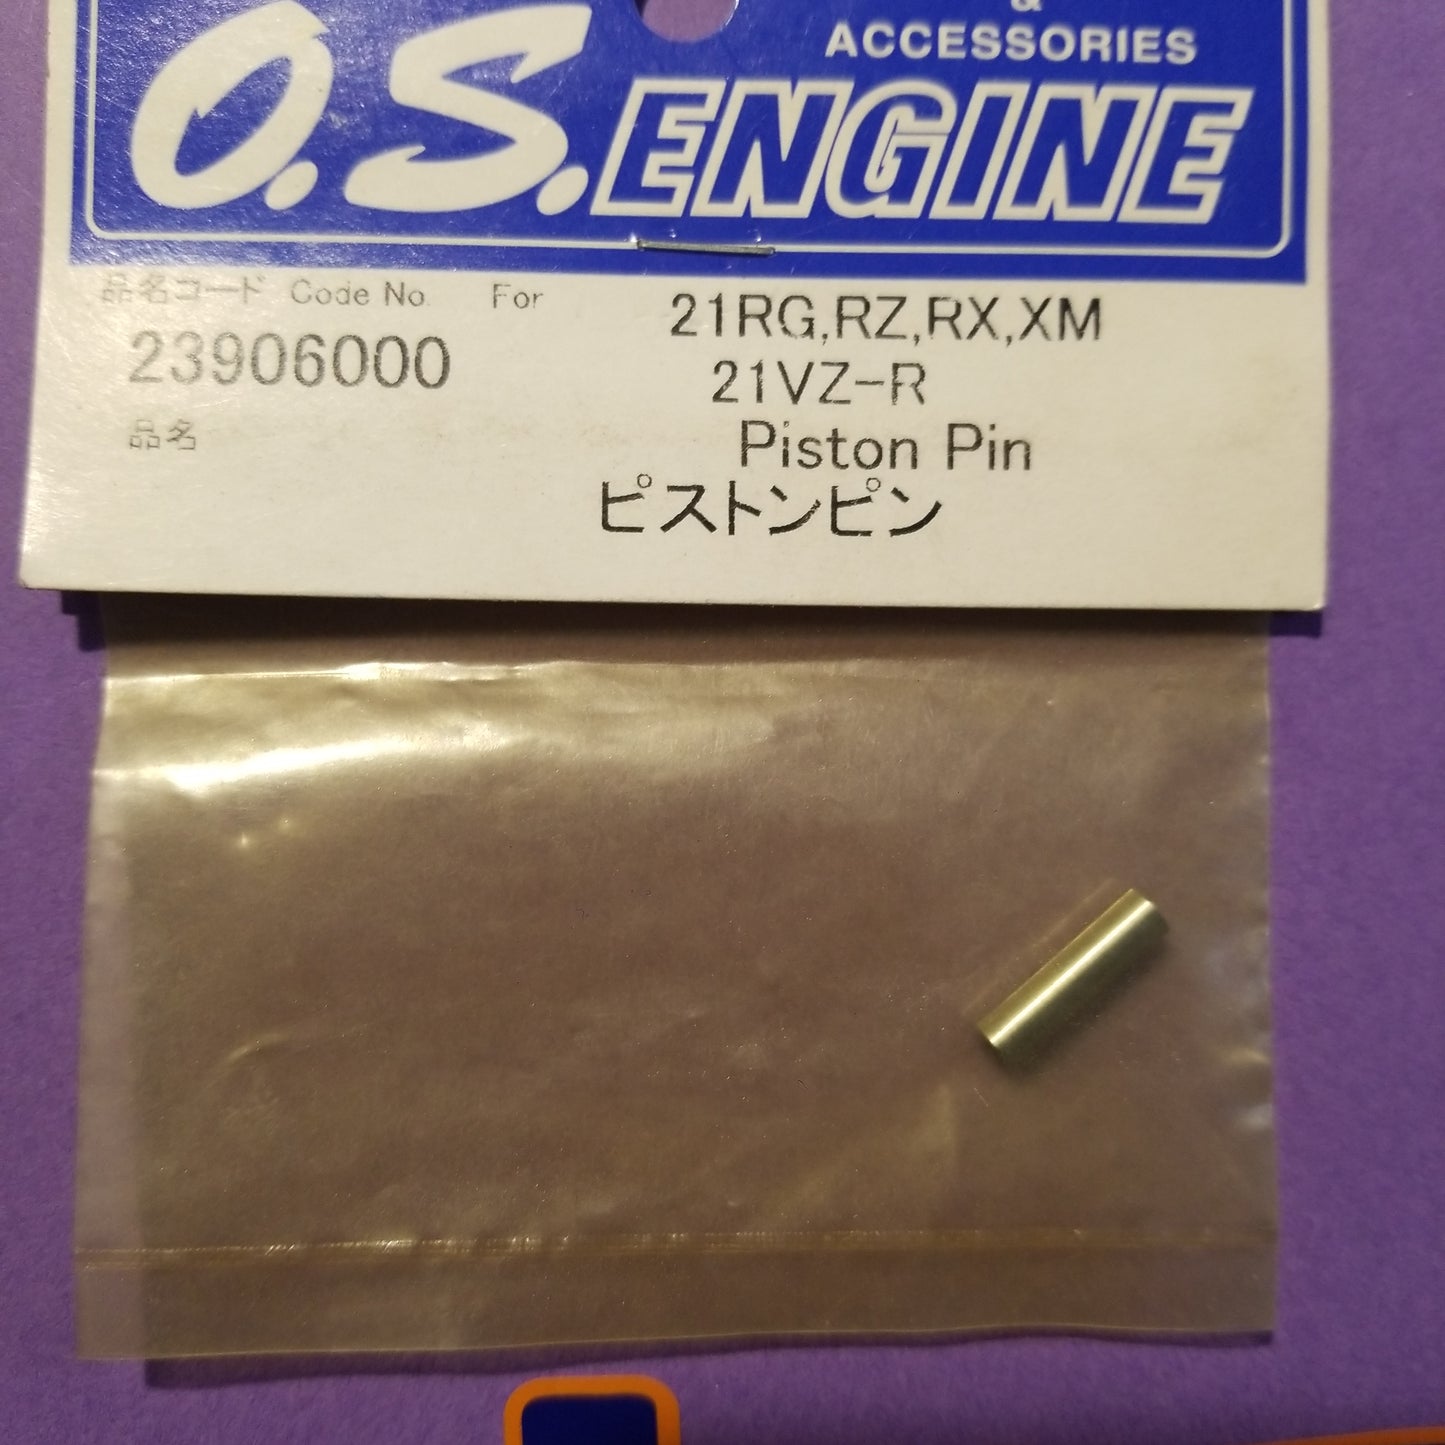 &
ACCESSORIES
O.S.ENGINE
品名コード Code No. For
21RG,RZ,RX,XM
23906000
21VZ-R
品名
Piston Pin
ピストンピン